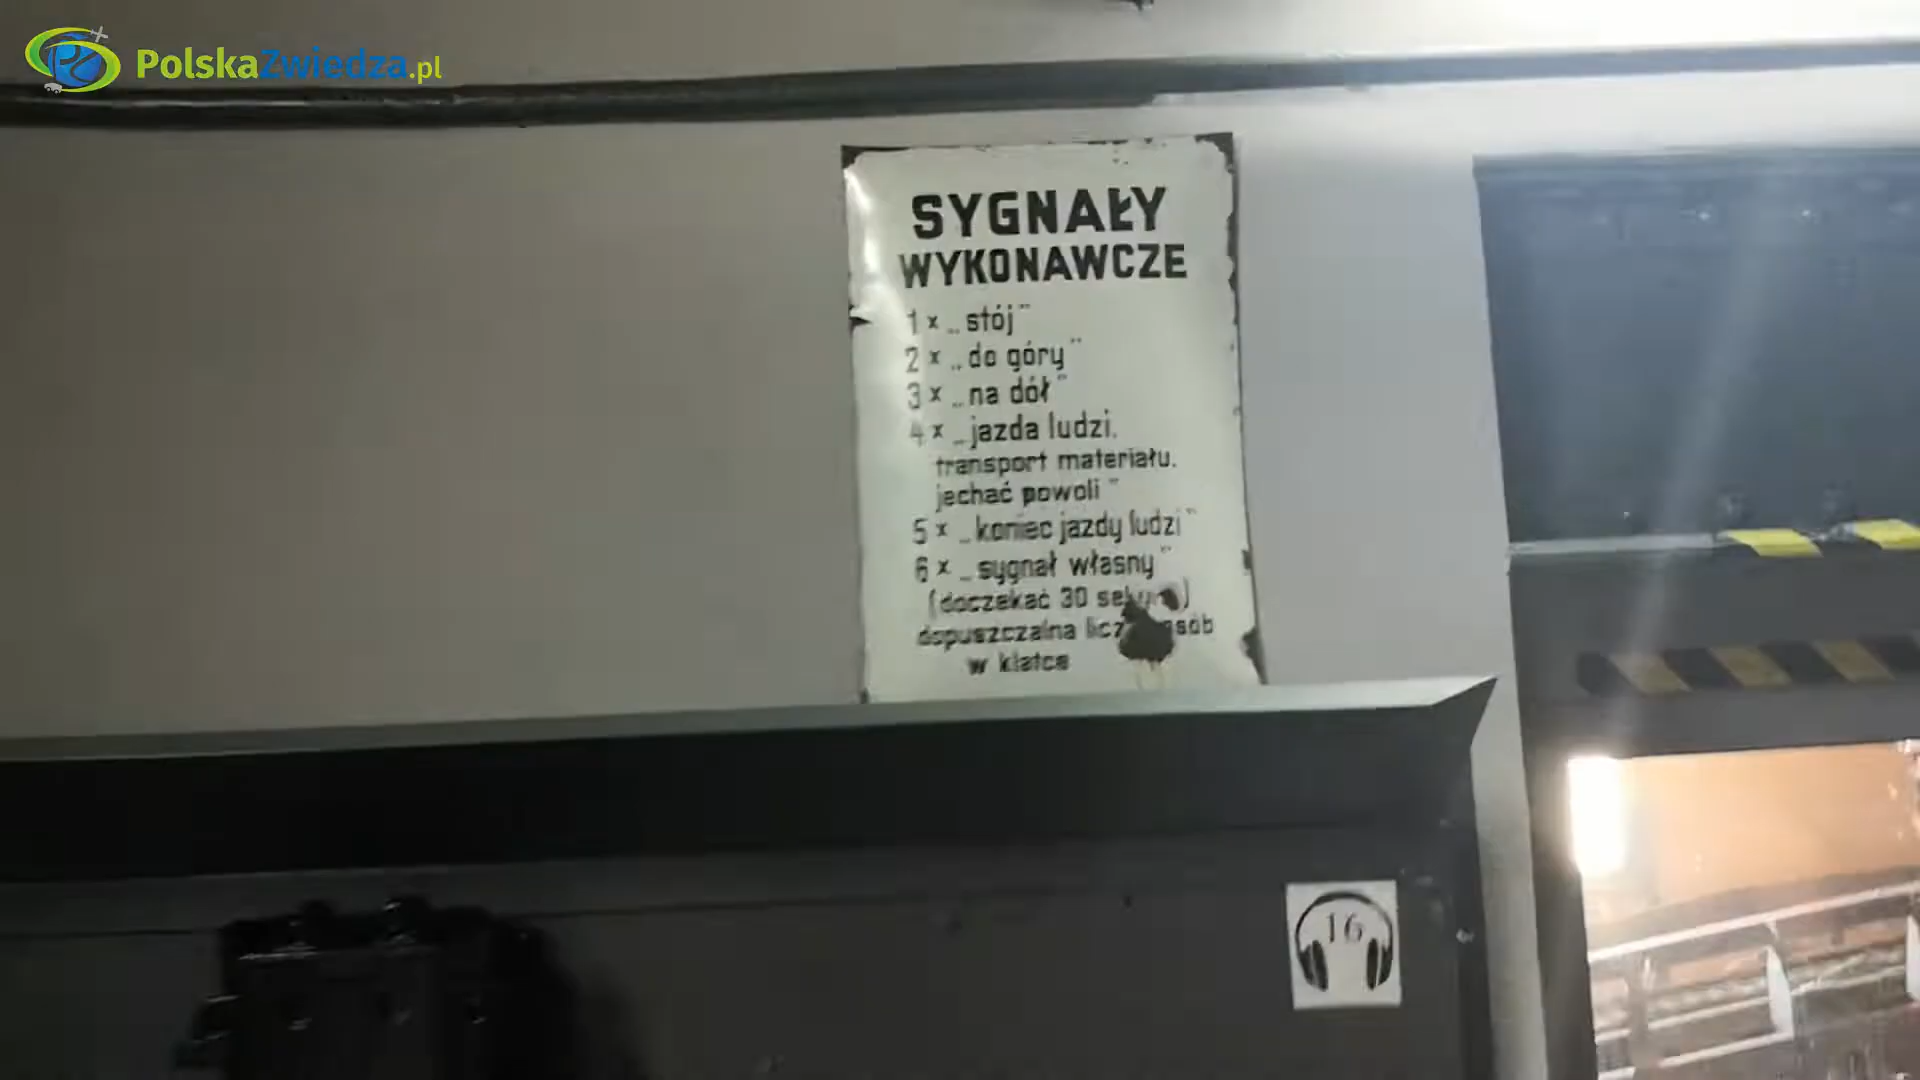 PolskaZwiedza.pl
SYGNAŁY
WYKONAWCZE
1 x „stój"
2 x „do góry"
3 x „na dół"
4 x „jazda ludzi,
transport materiału,
jechać powoli"
5 x „koniec jazdy ludzi"
6 x „sygnał własny"
(doczekać 30 sekund)
dopuszczalna liczba osób
w klatce
16